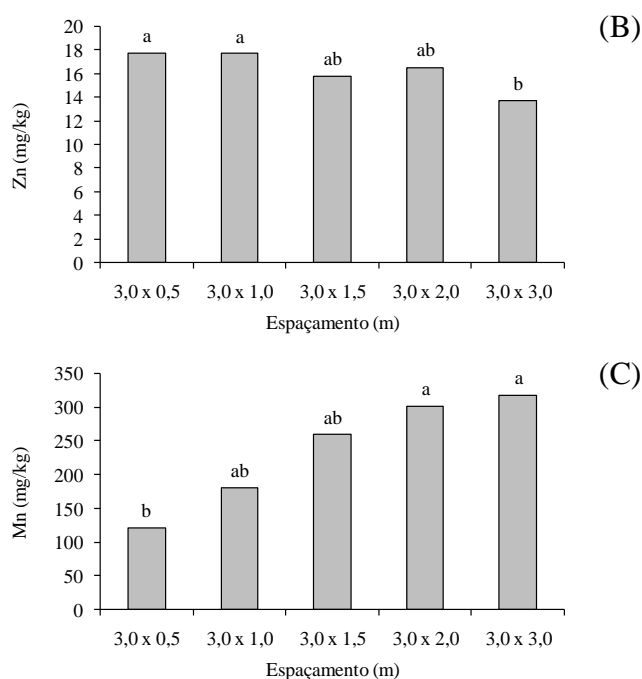 (B)
Zn (mg/kg)
20
18
16
14
12
10
8
6
4
2
0
a
a
ab
ab
b
3,0 x 0,5
3,0 x 1,0
3,0 x 1,5
3,0 x 2,0
3,0 x 3,0
Espaçamento (m)
(C)
Mn (mg/kg)
350
300
250
200
150
100
50
0
b
ab
ab
a
a
3,0 x 0,5
3,0 x 1,0
3,0 x 1,5
3,0 x 2,0
3,0 x 3,0
Espaçamento (m)